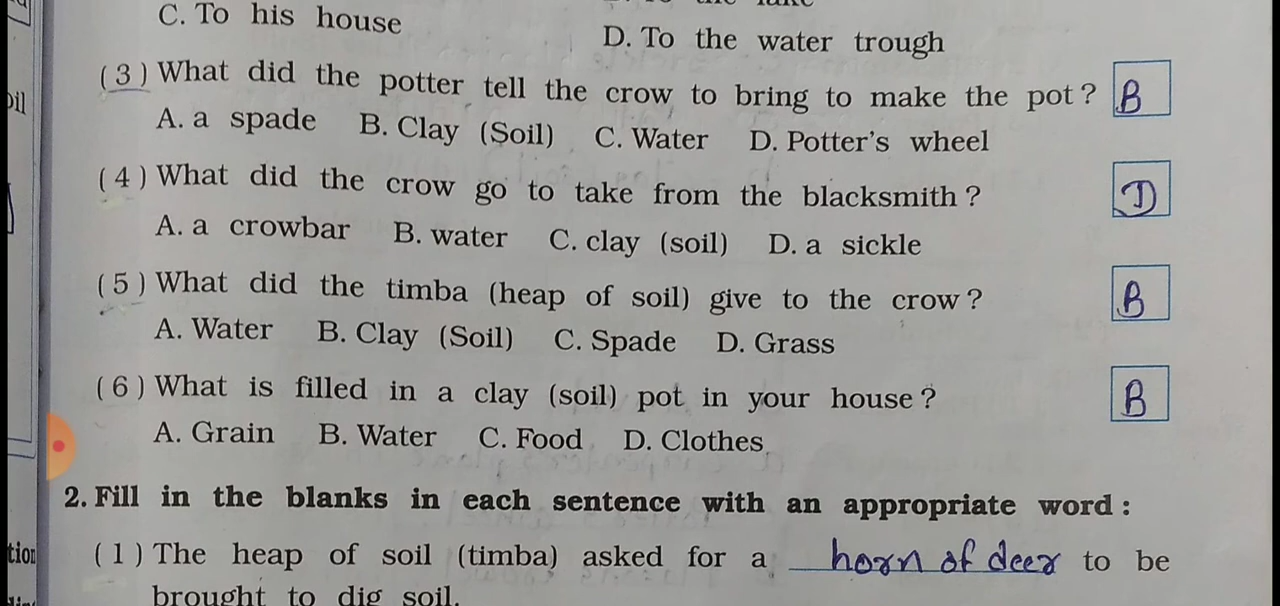 C. To his house
D. To the water trough
(3) What did the potter tell the crow to bring to make the pot? B
A. a spade B. Clay (Soil) C. Water D. Potter's wheel
(4) What did the crow go to take from the blacksmith? D
A. a crowbar B. water C. clay (soil) D. a sickle
(5) What did the timba (heap of soil) give to the crow? B
A. Water B. Clay (Soil) C. Spade D. Grass
(6) What is filled in a clay (soil) pot in your house? B
A. Grain B. Water C. Food D. Clothes
2. Fill in the blanks in each sentence with an appropriate word:
(1) The heap of soil (timba) asked for a horn of deer to be
brought to dig soil.